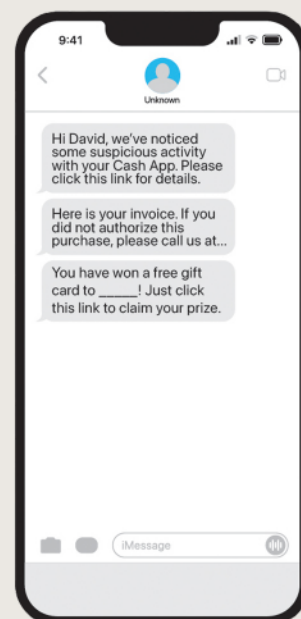 9:41
Unknown
Hi David, we've noticed
some suspicious activity
with your Cash App. Please
click this link for details.
Here is your invoice. If you
did not authorize this
purchase, please call us at...
You have won a free gift
card to _____! Just click
this link to claim your prize.
iMessage